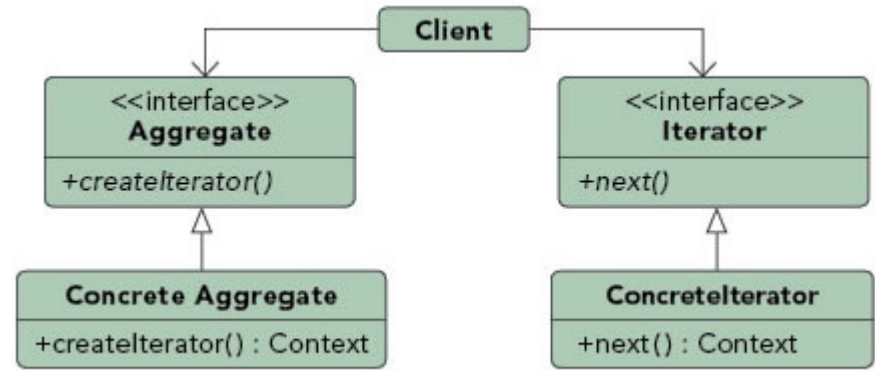 Client
<<interface>>
Aggregate
+createIterator()
<<interface>>
Iterator
+next()
Concrete Aggregate
+createIterator() : Context
ConcreteIterator
+next() : Context